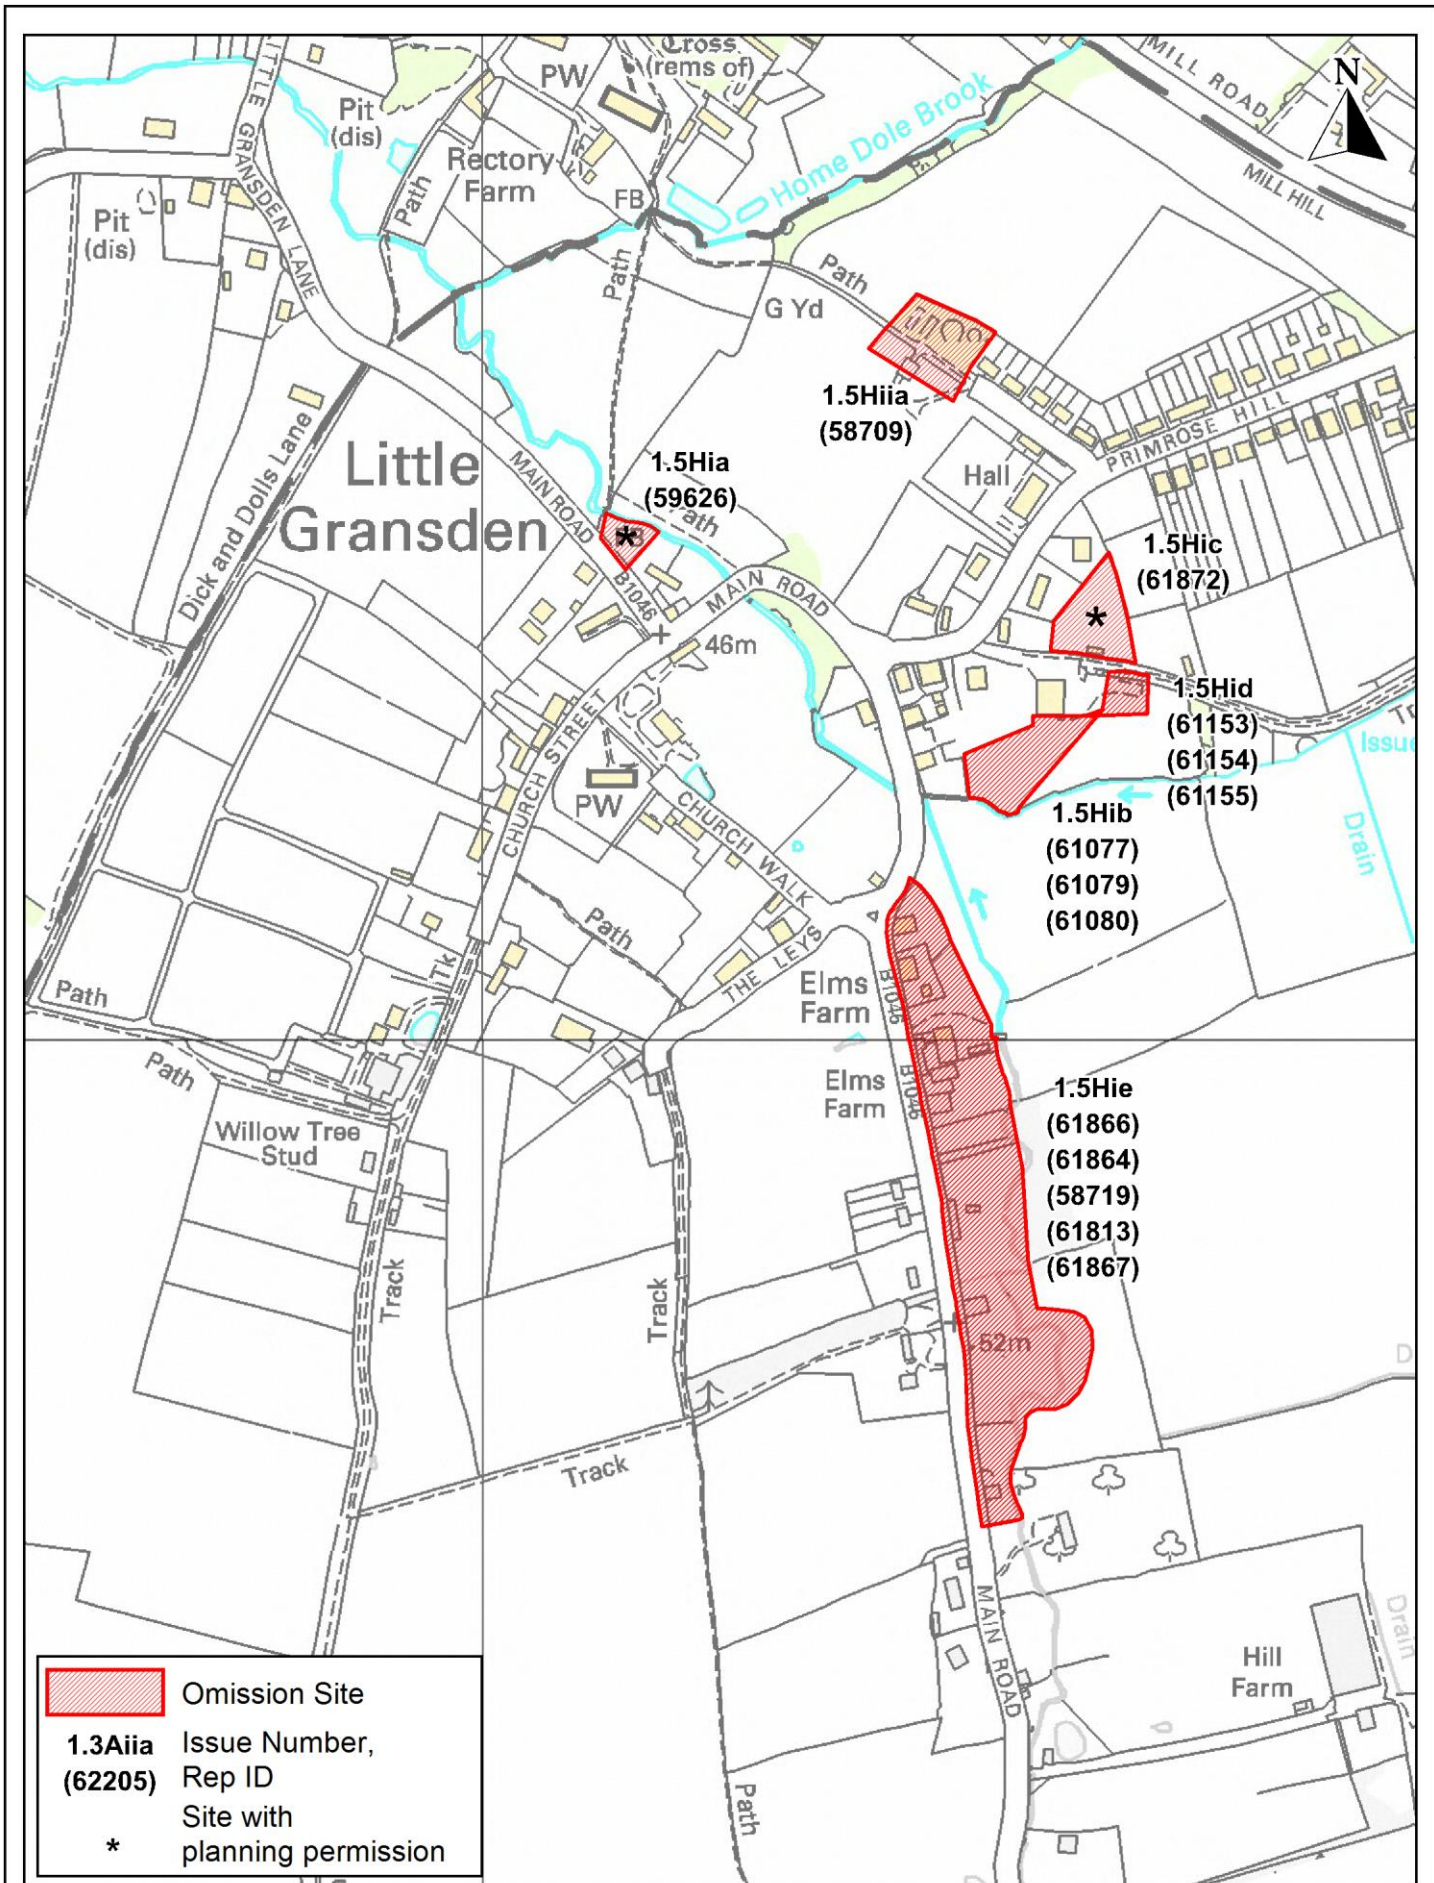 Cross
(rems of)
PW
MILL ROAD
N
LITTLE GRANSDEN LANE
Pit
(dis)
Home Dole Brook
Rectory
Farm
Path
FB
MILL HILL
Pit
(dis)
Path
Path
G Yd
1.5Hiia
(58709)
PRIMROSE HILL
Dick and Dolls Lane
Little
Gransden
MAIN ROAD
1.5Hia
(59626)
Path
*
Hall
1.5Hic
(61872)
*
B1046
MAIN ROAD
46m
1.5Hid
(61153)
(61154)
(61155)
Issue
Drain
CHURCH STREET
PW
CHURCH WALK
1.5Hib
(61077)
(61079)
(61080)
Path
THE LEYS
Tk
Path
Elms
Farm
B1046
Path
Elms
Farm
B1046
Willow Tree
Stud
1.5Hie
(61866)
(61864)
(58719)
(61813)
(61867)
Track
Track
52m
D
Track
MAIN ROAD
Drain
Hill
Farm
Path
Omission Site
1.3Aiia Issue Number,
(62205) Rep ID
Site with
* planning permission